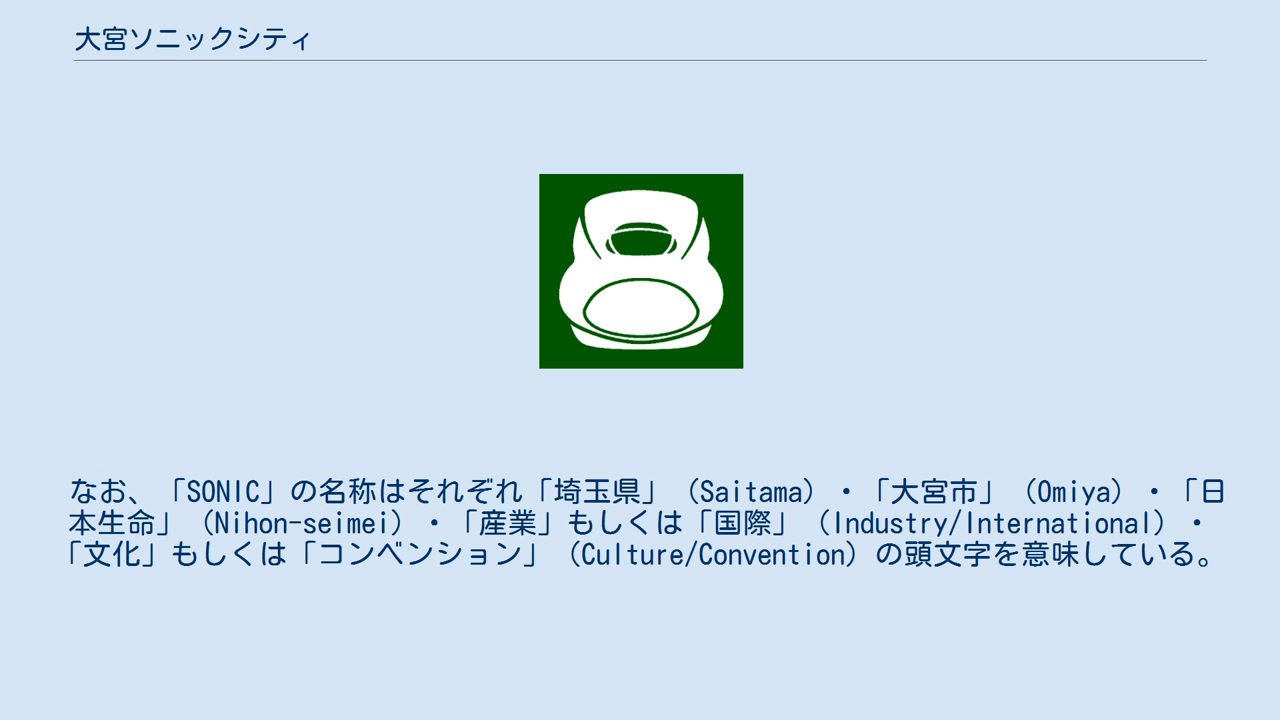 大宮ソニックシティ
なお、「SONIC」の名称はそれぞれ「埼玉県」（Saitama）・「大宮市」（Omiya）・「日
本生命」（Nihon-seimei）・「産業」もしくは「国際」（Industry/International）・
「文化」もしくは「コンベンション」（Culture/Convention）の頭文字を意味している。